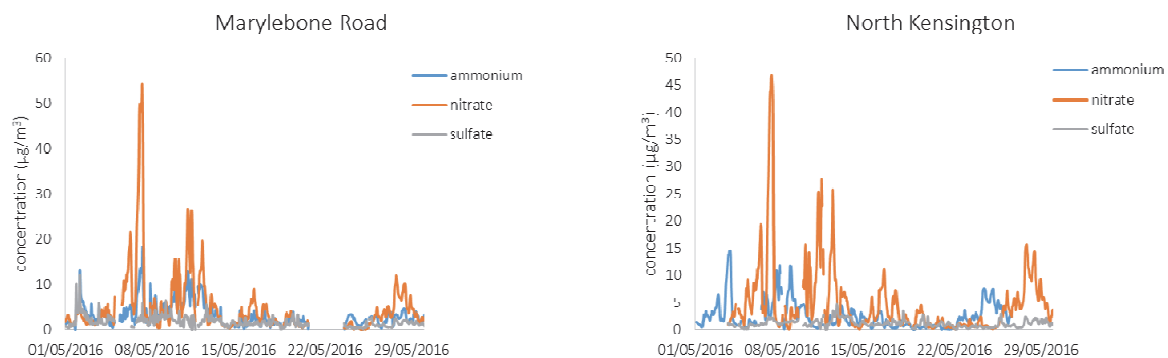 Marylebone Road
60
50
40
30
20
10
0
concentration (µg/m³)
ammonium
nitrate
sulfate
01/05/2016 08/05/2016 15/05/2016 22/05/2016 29/05/2016
North Kensington
50
45
40
35
30
25
20
15
10
5
0
concentration (µg/m³)
ammonium
nitrate
sulfate
01/05/2016 08/05/2016 15/05/2016 22/05/2016 29/05/2016